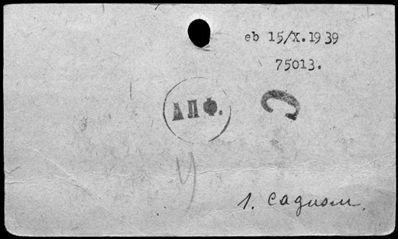 eb 15/X.1939
75013.
АПФ.
С
У
1. садиом.